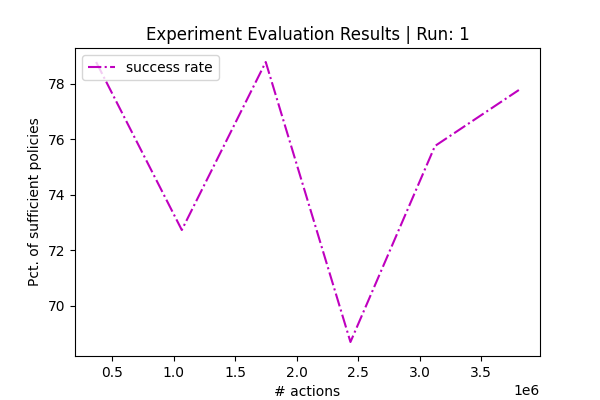 Experiment Evaluation Results | Run: 1
success rate
Pct. of sufficient policies
78
76
74
72
70
0.5 1.0 1.5 2.0 2.5 3.0 3.5
1e6
# actions